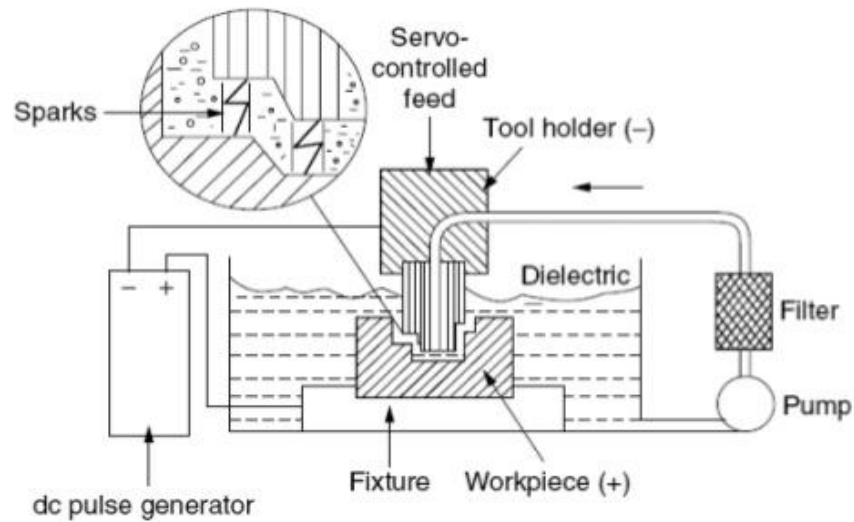 Servo-
controlled
feed
Sparks
Tool holder (–)
Dielectric
– +
Filter
Pump
Fixture
Workpiece (+)
dc pulse generator